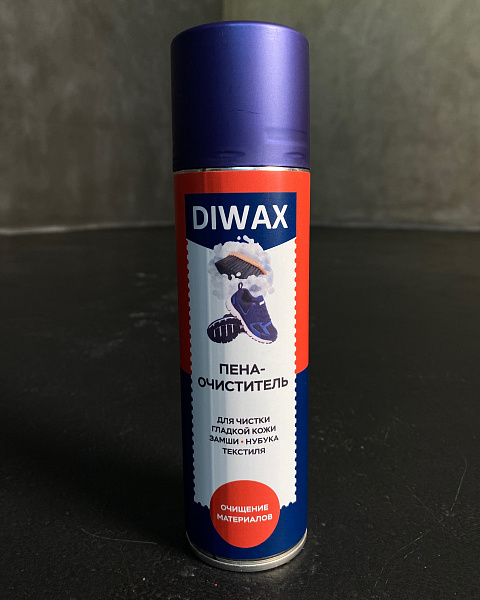 DIWAX
ПЕНА-
ОЧИСТИТЕЛЬ
ДЛЯ ЧИСТКИ
ГЛАДКОЙ КОЖИ
ЗАМШИ • НУБУКА
ТЕКСТИЛЯ
ОЧИЩЕНИЕ
МАТЕРИАЛОВ